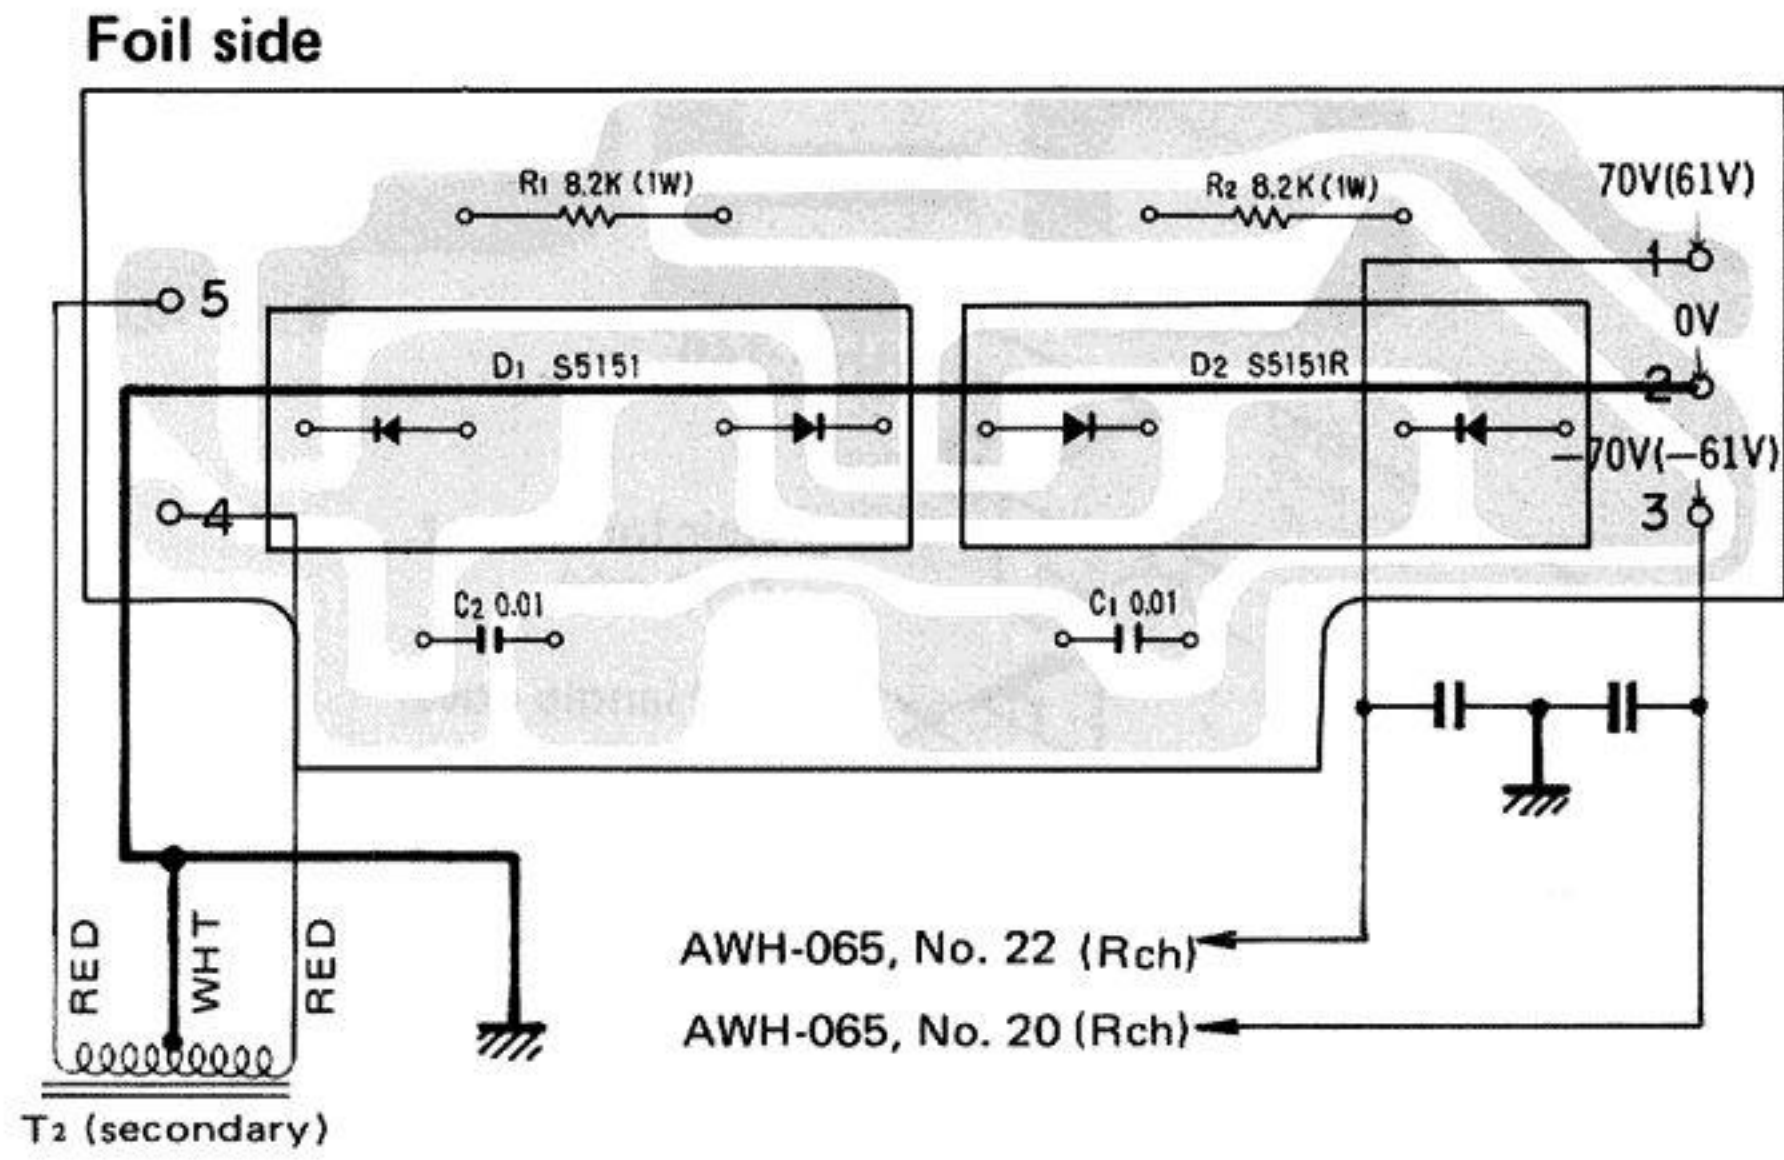 Foil side
R1 8.2K (1W)
R2 8.2K (1W)
70V(61V)
1
5
0V
D1 S5151
D2 S5151R
2
-70V(-61V)
4
3
C2 0.01
C1 0.01
RED
WHT
RED
AWH-065, No. 22 (Rch)
AWH-065, No. 20 (Rch)
T2 (secondary)